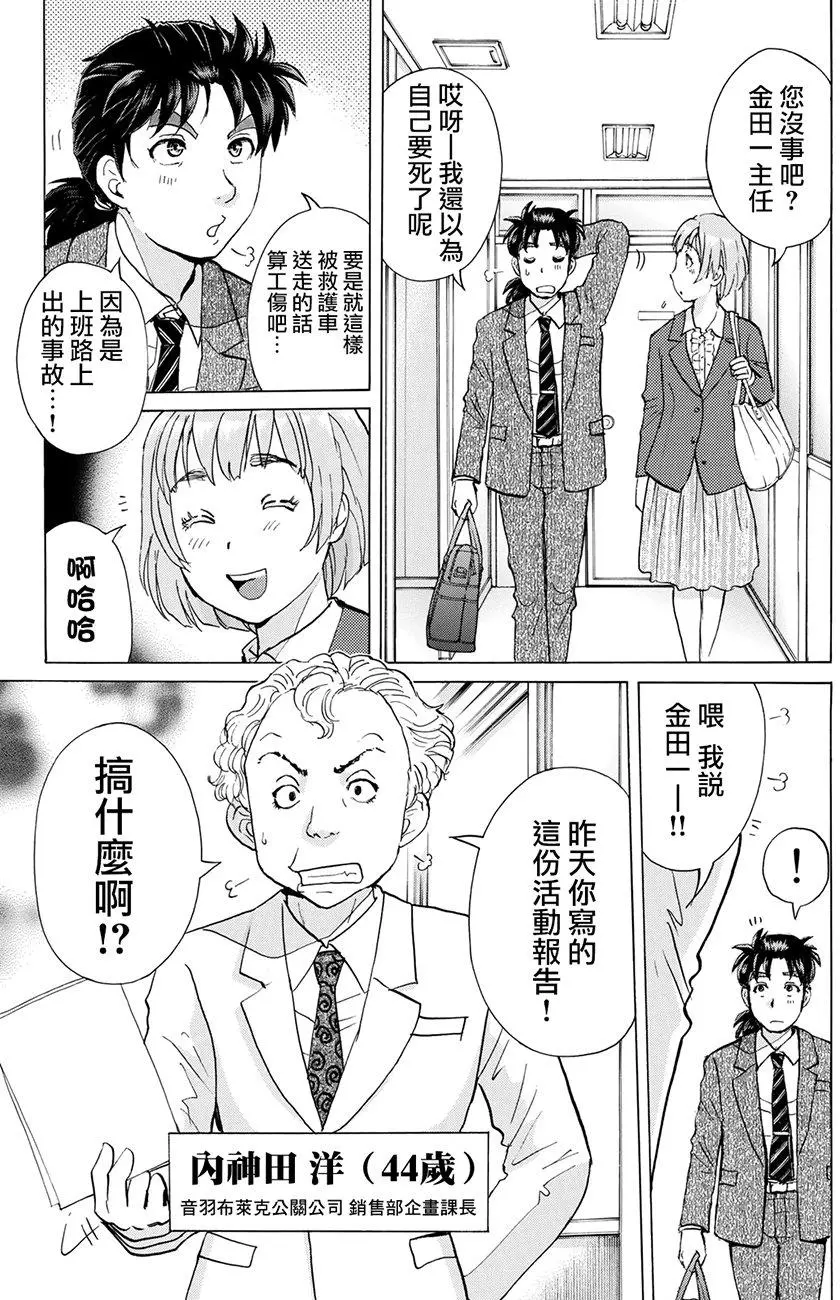 您沒事吧？
金田一主任
哎呀—我還以為
自己要死了呢
要是就這樣
被救護車
送走的話
算工傷吧…
因為是
上班路上
出的事故…！
啊哈哈
喂 我説
金田一—!!
！
昨天你寫的
這份活動報告！
搞什麼啊!?
內神田 洋（44歲）
音羽布萊克公關公司 銷售部企畫課長